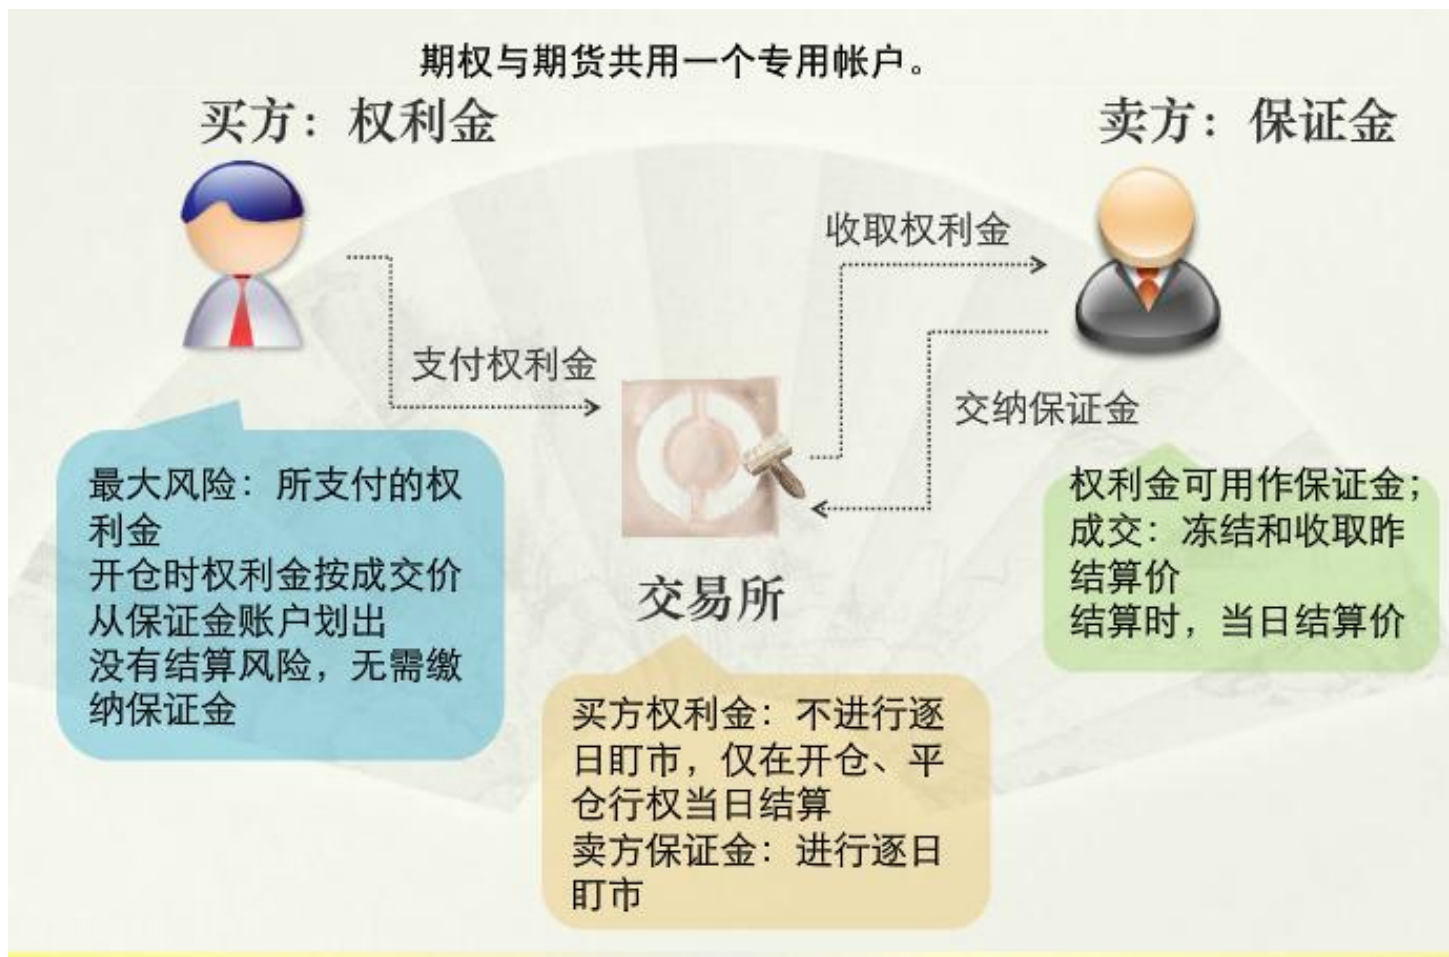 期权与期货共用一个专用帐户。
买方：权利金
卖方：保证金
收取权利金
支付权利金
交纳保证金
最大风险：所支付的权
利金
开仓时权利金按成交价
从保证金账户划出
没有结算风险，无需缴
纳保证金
权利金可用作保证金；
成交：冻结和收取昨
结算价
结算时，当日结算价
交易所
买方权利金：不进行逐
日盯市，仅在开仓、平
仓行权当日结算
卖方保证金：进行逐日
盯市